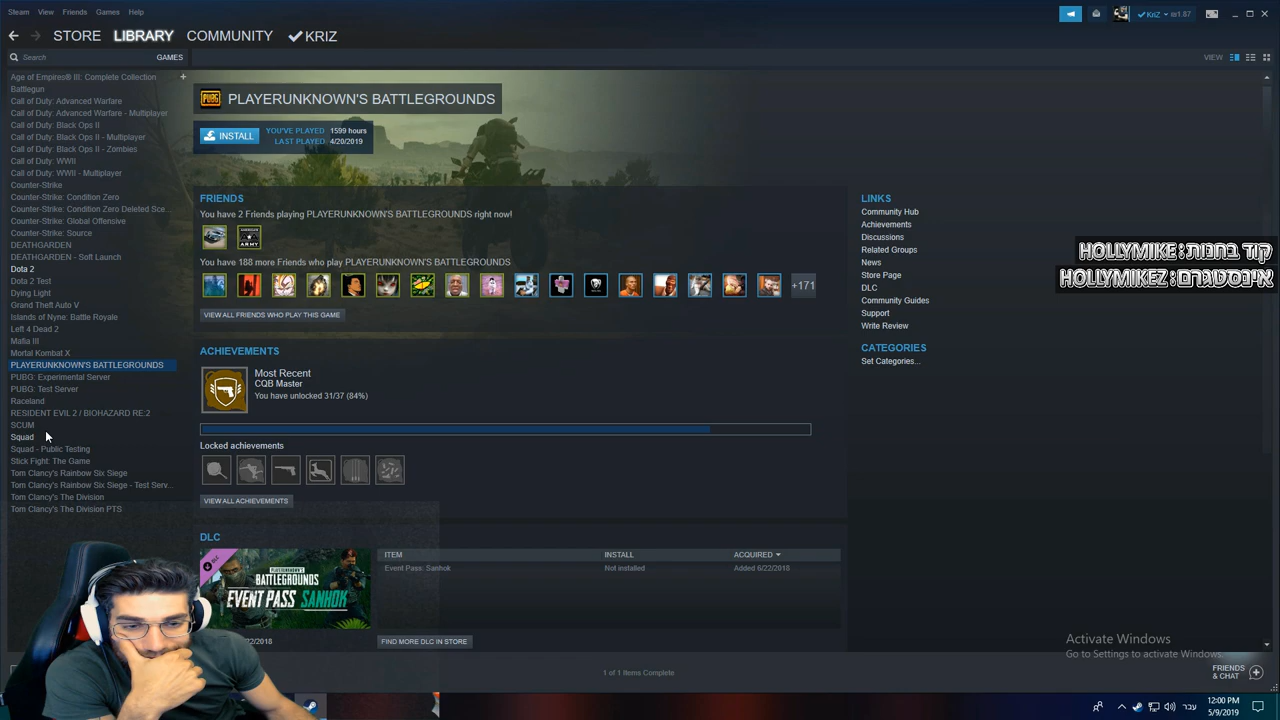 Steam View Friends Games Help
KriZ ₪1.87
STORE LIBRARY COMMUNITY KRIZ
Search GAMES
VIEW
Age of Empires® III: Complete Collection +
Battlegun
Call of Duty: Advanced Warfare
Call of Duty: Advanced Warfare - Multiplayer
Call of Duty: Black Ops II
Call of Duty: Black Ops II - Multiplayer
Call of Duty: Black Ops II - Zombies
Call of Duty: WWII
Call of Duty: WWII - Multiplayer
Counter-Strike
Counter-Strike: Condition Zero
Counter-Strike: Condition Zero Deleted Sce...
Counter-Strike: Global Offensive
Counter-Strike: Source
DEATHGARDEN
DEATHGARDEN - Soft Launch
Dota 2
Dota 2 Test
Dying Light
Grand Theft Auto V
Islands of Nyne: Battle Royale
Left 4 Dead 2
Mafia III
Mortal Kombat X
PLAYERUNKNOWN'S BATTLEGROUNDS
PUBG: Experimental Server
PUBG: Test Server
Raceland
RESIDENT EVIL 2 / BIOHAZARD RE:2
SCUM
Squad
Squad - Public Testing
Stick Fight: The Game
Tom Clancy's Rainbow Six Siege
Tom Clancy's Rainbow Six Siege - Test Serv...
Tom Clancy's The Division
Tom Clancy's The Division PTS
PUBG PLAYERUNKNOWN'S BATTLEGROUNDS
INSTALL
YOU'VE PLAYED 1599 hours
LAST PLAYED 4/20/2019
FRIENDS
You have 2 Friends playing PLAYERUNKNOWN'S BATTLEGROUNDS right now!
You have 188 more Friends who play PLAYERUNKNOWN'S BATTLEGROUNDS
+171
VIEW ALL FRIENDS WHO PLAY THIS GAME
ACHIEVEMENTS
Most Recent
CQB Master
You have unlocked 31/37 (84%)
Locked achievements
VIEW ALL ACHIEVEMENTS
DLC
DLC
BATTLEGROUNDS
EVENT PASS: SANHOK
ITEM INSTALL ACQUIRED
Event Pass: Sanhok Not installed Added 6/22/2018
FIND MORE DLC IN STORE
LINKS
Community Hub
Achievements
Discussions
Related Groups
News
Store Page
DLC
Community Guides
Support
Write Review
CATEGORIES
Set Categories...
קוד בחנות: HOLLYMIKE
אינסטגרם: HOLLYMIKEZ
Activate Windows
Go to Settings to activate Windows.
1 of 1 Items Complete
FRIENDS
& CHAT
עבר
12:00 PM
5/9/2019